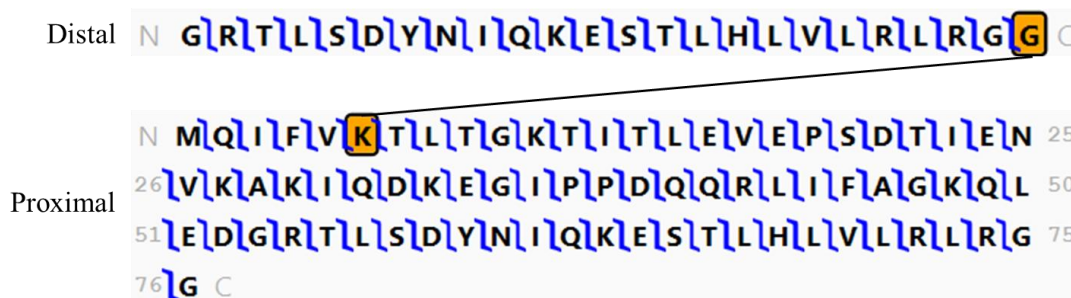 Distal N G R T L S D Y N I Q K E S T L H L V L R L R G G C
Proximal
N M Q I F V K T L T G K T I T L E V E P S D T I E N 25
26 V K A K I Q D K E G I P P D Q Q R L I F A G K Q L 50
51 E D G R T L S D Y N I Q K E S T L H L V L R L R G 75
76 G C